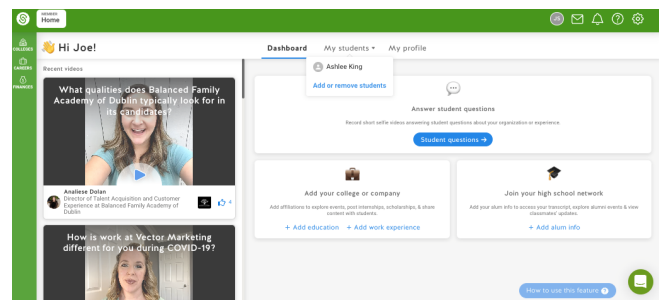 MEMBER
Home
JS
COLLEGES
CAREERS
FINANCES
👋 Hi Joe!
Dashboard
My students ▾
My profile
Ashlee King
Add or remove students
Recent videos
What qualities does Balanced Family
Academy of Dublin typically look for in
its candidates?
Analiese Dolan
Director of Talent Acquisition and Customer
Experience at Balanced Family Academy of
Dublin
4
How is work at Vector Marketing
different for you during COVID-19?
Answer student questions
Record short selfie videos answering student questions about your organization or experience.
Student questions →
Add your college or company
Add affiliations to explore events, post internships, scholarships, & share
content with students.
+ Add education + Add work experience
Join your high school network
Add your alum info to access your transcript, explore alumni events & view
classmates' updates.
+ Add alum info
How to use this feature ?